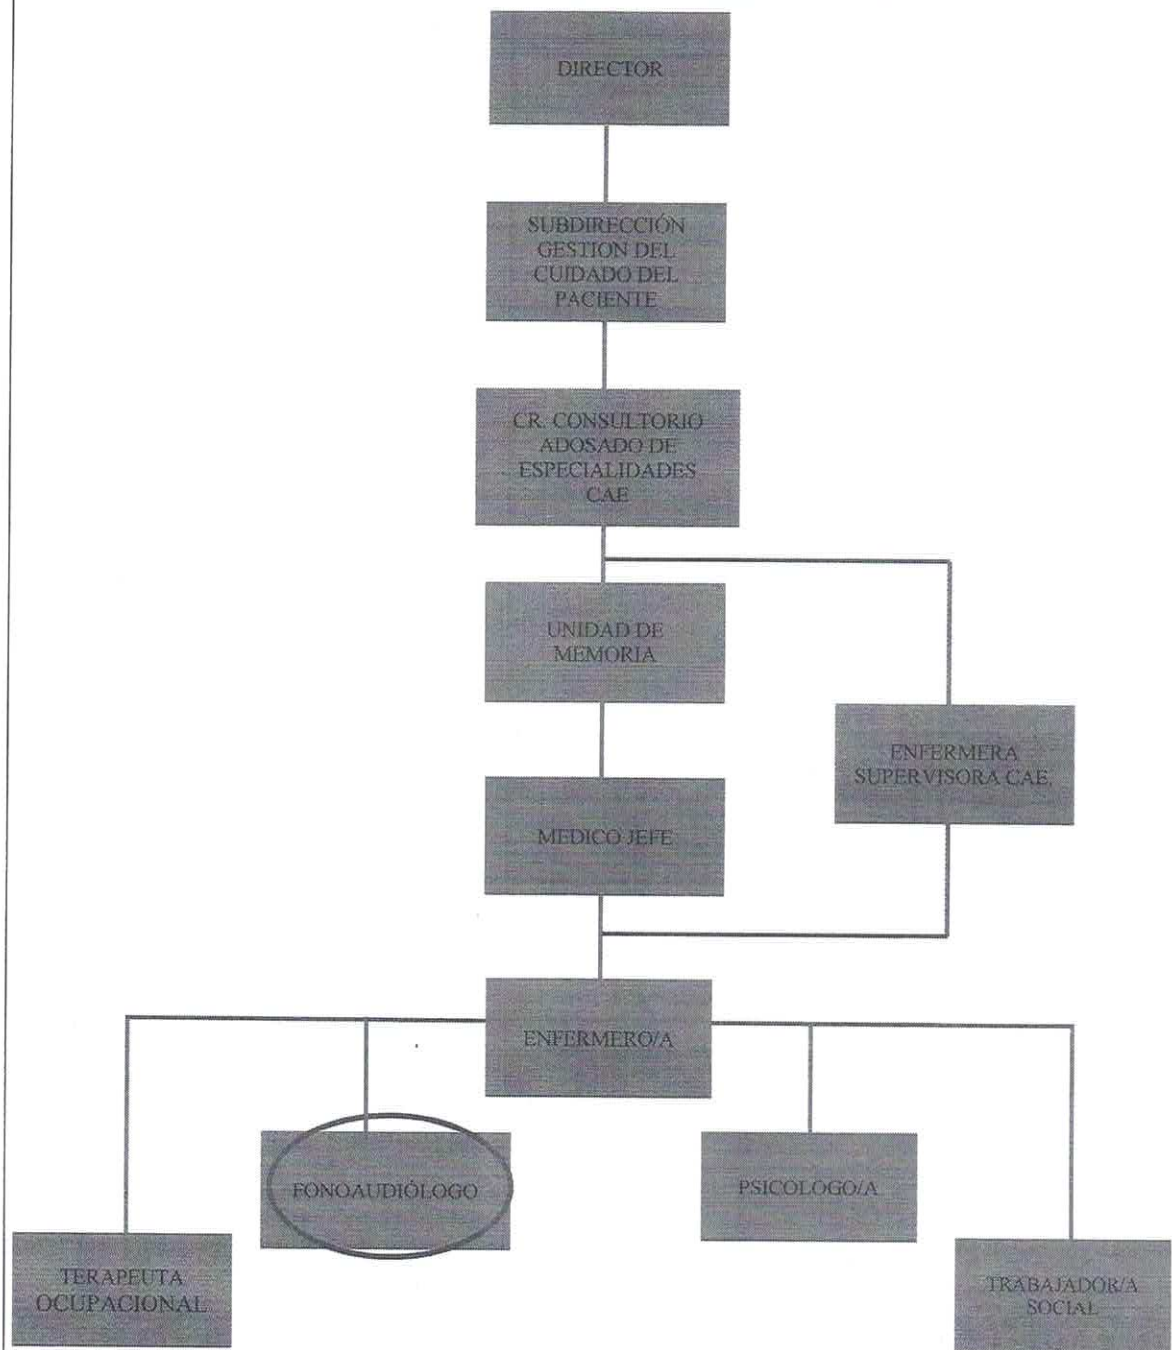 DIRECTOR
SUBDIRECCIÓN
GESTION DEL
CUIDADO DEL
PACIENTE
CR. CONSULTORIO
ADOSADO DE
ESPECIALIDADES
CAE
UNIDAD DE
MEMORIA
ENFERMERA
SUPERVISORA CAE.
MEDICO JEFE
ENFERMERO/A
FONOAUDIÓLOGO
PSICOLOGO/A
TERAPEUTA
OCUPACIONAL
TRABAJADOR/A
SOCIAL